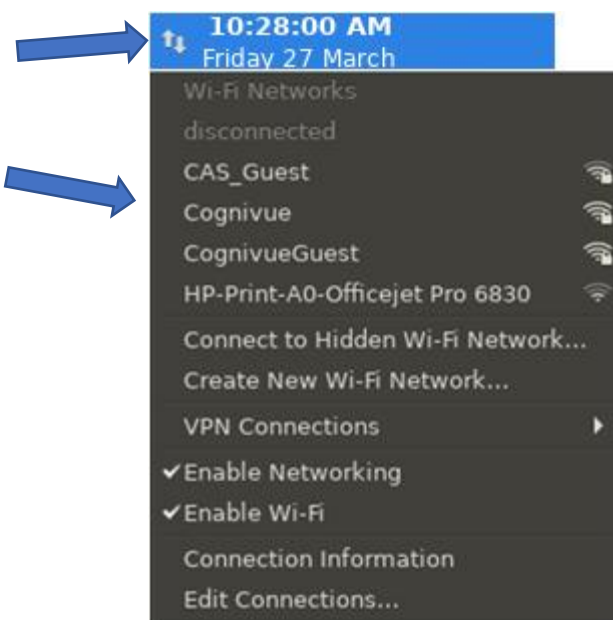 10:28:00 AM
Friday 27 March
Wi-Fi Networks
disconnected
CAS_Guest
Cognivue
CognivueGuest
HP-Print-A0-Officejet Pro 6830
Connect to Hidden Wi-Fi Network...
Create New Wi-Fi Network...
VPN Connections
Enable Networking
Enable Wi-Fi
Connection Information
Edit Connections...